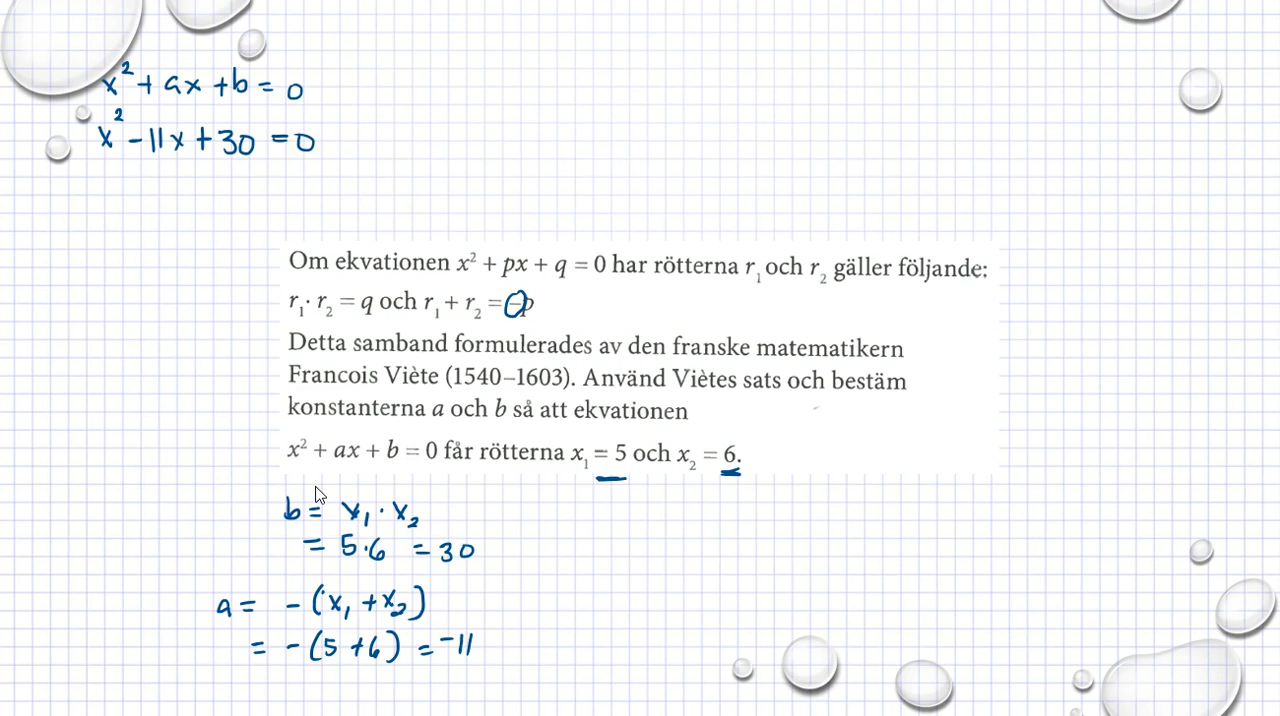 x² + ax + b = 0
x² - 11x + 30 = 0
Om ekvationen x² + px + q = 0 har rötterna r₁ och r₂ gäller följande:
r₁· r₂ = q och r₁ + r₂ = –p
Detta samband formulerades av den franske matematikern
Francois Viète (1540–1603). Använd Viètes sats och bestäm
konstanterna a och b så att ekvationen
x² + ax + b = 0 får rötterna x₁ = 5 och x₂ = 6.
b = x₁ · x₂
= 5·6 = 30
a = - (x₁ + x₂)
= - (5 + 6) = -11